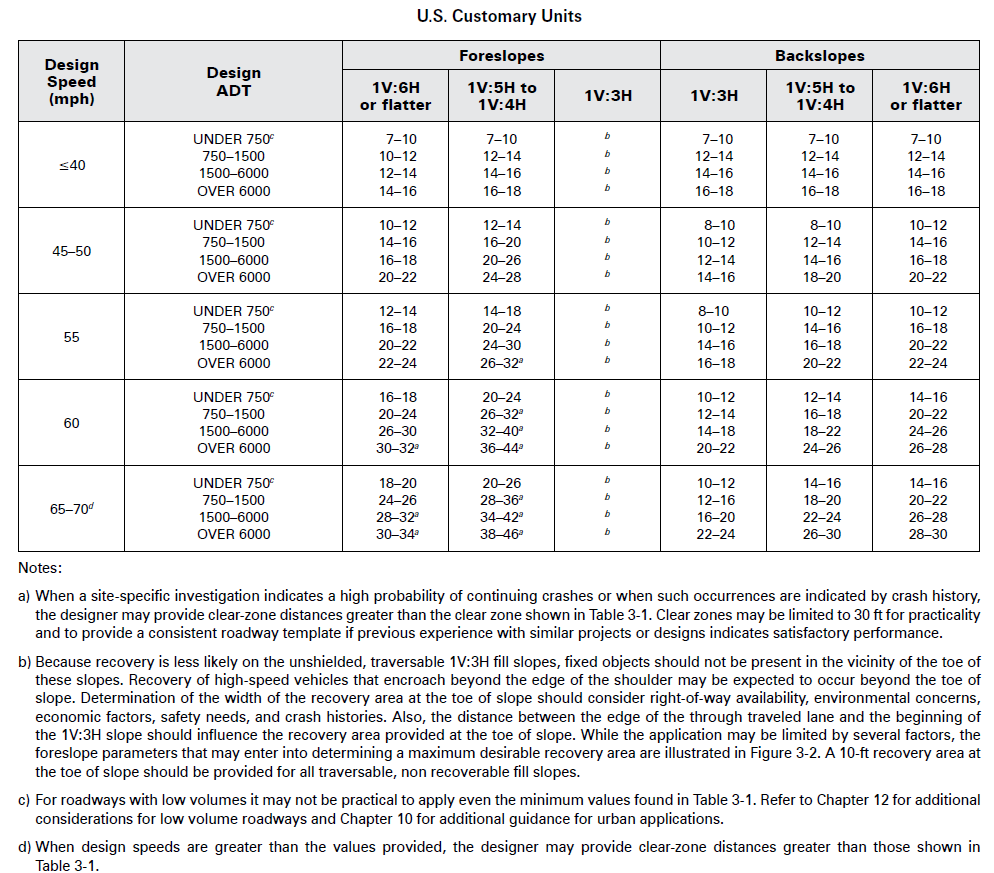 U.S. Customary Units
Design Speed (mph) Design ADT Foreslopes Backslopes
1V:6H or flatter 1V:5H to 1V:4H 1V:3H 1V:3H 1V:5H to 1V:4H 1V:6H or flatter
≤40
UNDER 750c 7–10 7–10 b 7–10 7–10 7–10
750–1500 10–12 12–14 b 12–14 12–14 12–14
1500–6000 12–14 14–16 b 14–16 14–16 14–16
OVER 6000 14–16 16–18 b 16–18 16–18 16–18
45–50
UNDER 750c 10–12 12–14 b 8–10 8–10 10–12
750–1500 14–16 16–20 b 10–12 12–14 14–16
1500–6000 16–18 20–26 b 12–14 14–16 16–18
OVER 6000 20–22 24–28 b 14–16 18–20 20–22
55
UNDER 750c 12–14 14–18 b 8–10 10–12 10–12
750–1500 16–18 20–24 b 10–12 14–16 16–18
1500–6000 20–22 24–30 b 14–16 16–18 20–22
OVER 6000 22–24 26–32a b 16–18 20–22 22–24
60
UNDER 750c 16–18 20–24 b 10–12 12–14 14–16
750–1500 20–24 26–32a b 12–14 16–18 20–22
1500–6000 26–30 32–40a b 14–18 18–22 24–26
OVER 6000 30–32a 36–44a b 20–22 24–26 26–28
65–70d
UNDER 750c 18–20 20–26 b 10–12 14–16 14–16
750–1500 24–26 28–36a b 12–16 18–20 20–22
1500–6000 28–32a 34–42a b 16–20 22–24 26–28
OVER 6000 30–34a 38–46a b 22–24 26–30 28–30
Notes:
a) When a site-specific investigation indicates a high probability of continuing crashes or when such occurrences are indicated by crash history,
the designer may provide clear-zone distances greater than the clear zone shown in Table 3-1. Clear zones may be limited to 30 ft for practicality
and to provide a consistent roadway template if previous experience with similar projects or designs indicates satisfactory performance.
b) Because recovery is less likely on the unshielded, traversable 1V:3H fill slopes, fixed objects should not be present in the vicinity of the toe of
these slopes. Recovery of high-speed vehicles that encroach beyond the edge of the shoulder may be expected to occur beyond the toe of
slope. Determination of the width of the recovery area at the toe of slope should consider right-of-way availability, environmental concerns,
economic factors, safety needs, and crash histories. Also, the distance between the edge of the through traveled lane and the beginning of
the 1V:3H slope should influence the recovery area provided at the toe of slope. While the application may be limited by several factors, the
foreslope parameters that may enter into determining a maximum desirable recovery area are illustrated in Figure 3-2. A 10-ft recovery area at
the toe of slope should be provided for all traversable, non recoverable fill slopes.
c) For roadways with low volumes it may not be practical to apply even the minimum values found in Table 3-1. Refer to Chapter 12 for additional
considerations for low volume roadways and Chapter 10 for additional guidance for urban applications.
d) When design speeds are greater than the values provided, the designer may provide clear-zone distances greater than those shown in
Table 3-1.